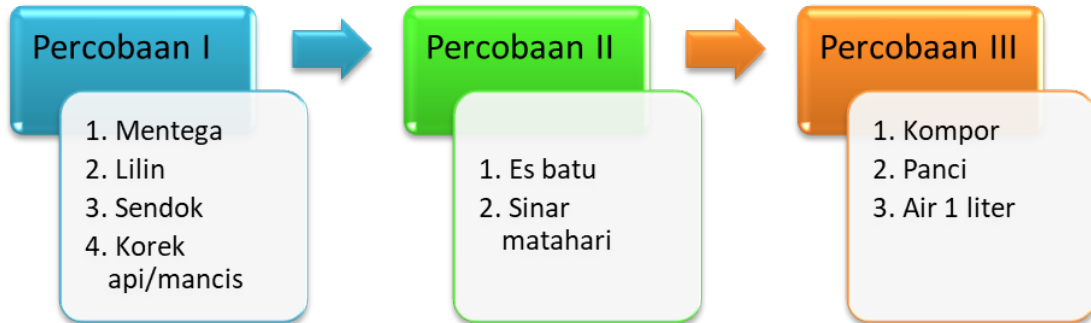 Percobaan I
1. Mentega
2. Lilin
3. Sendok
4. Korek
api/mancis
Percobaan II
1. Es batu
2. Sinar
matahari
Percobaan III
1. Kompor
2. Panci
3. Air 1 liter